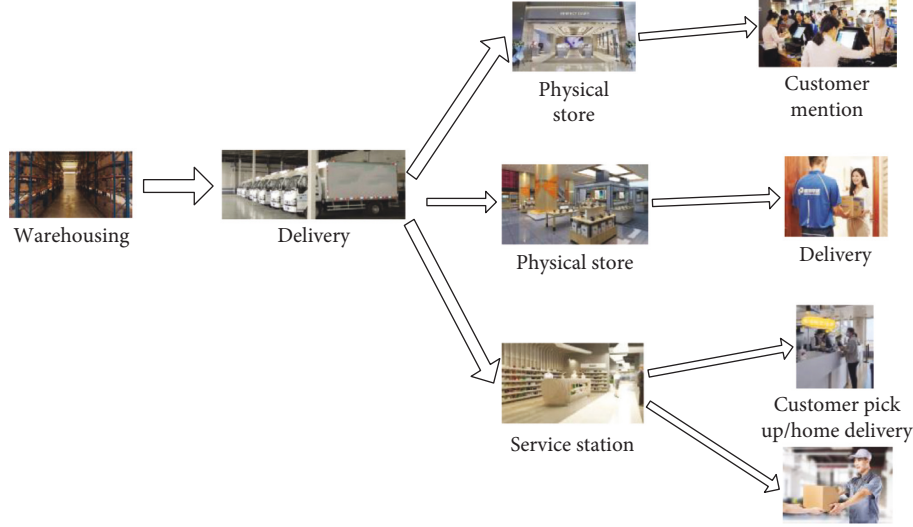 Physical
store
Customer
mention
Warehousing
Delivery
Physical store
Delivery
Service station
Customer pick
up/home delivery